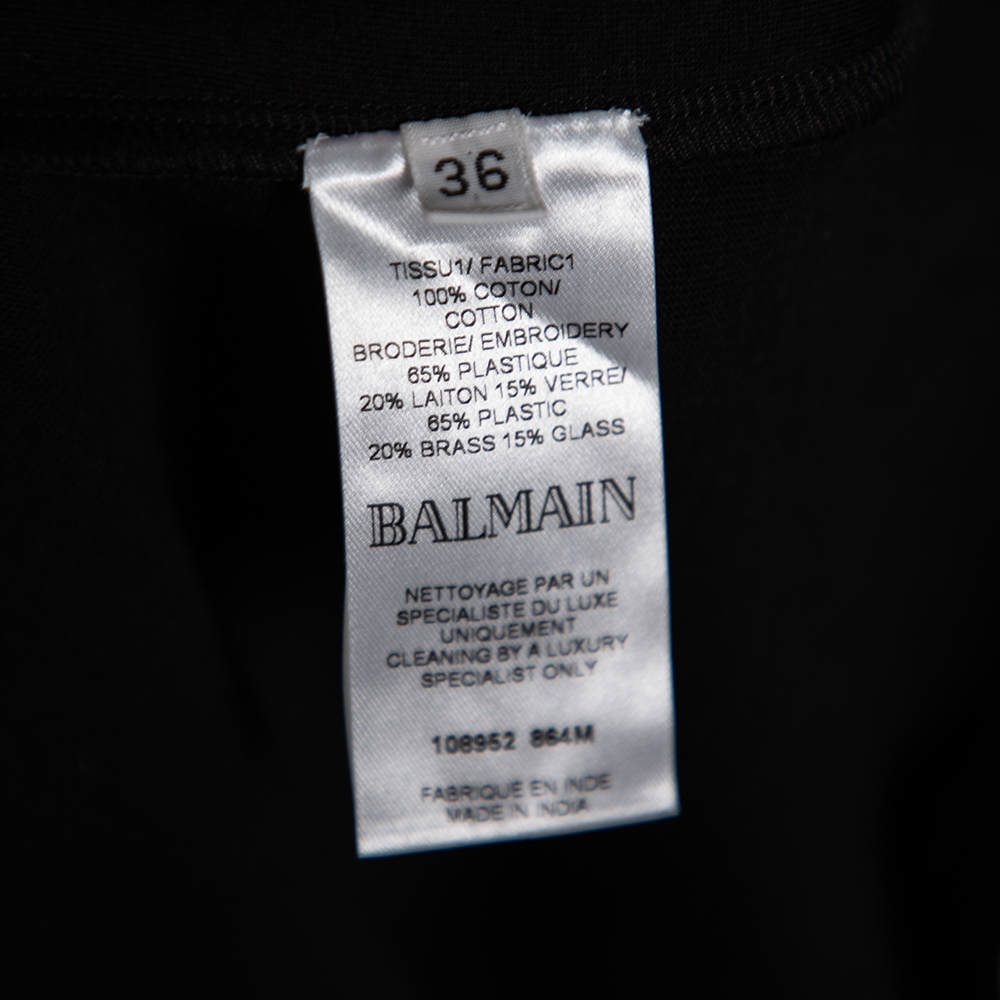 36
TISSU1/ FABRIC1
100% COTON/
COTTON
BRODERIE/ EMBROIDERY
65% PLASTIQUE
20% LAITON 15% VERRE/
65% PLASTIC
20% BRASS 15% GLASS
BALMAIN
NETTOYAGE PAR UN
SPECIALISTE DU LUXE
UNIQUEMENT
CLEANING BY A LUXURY
SPECIALIST ONLY
108952 864M
FABRIQUE EN INDE
MADE IN INDIA